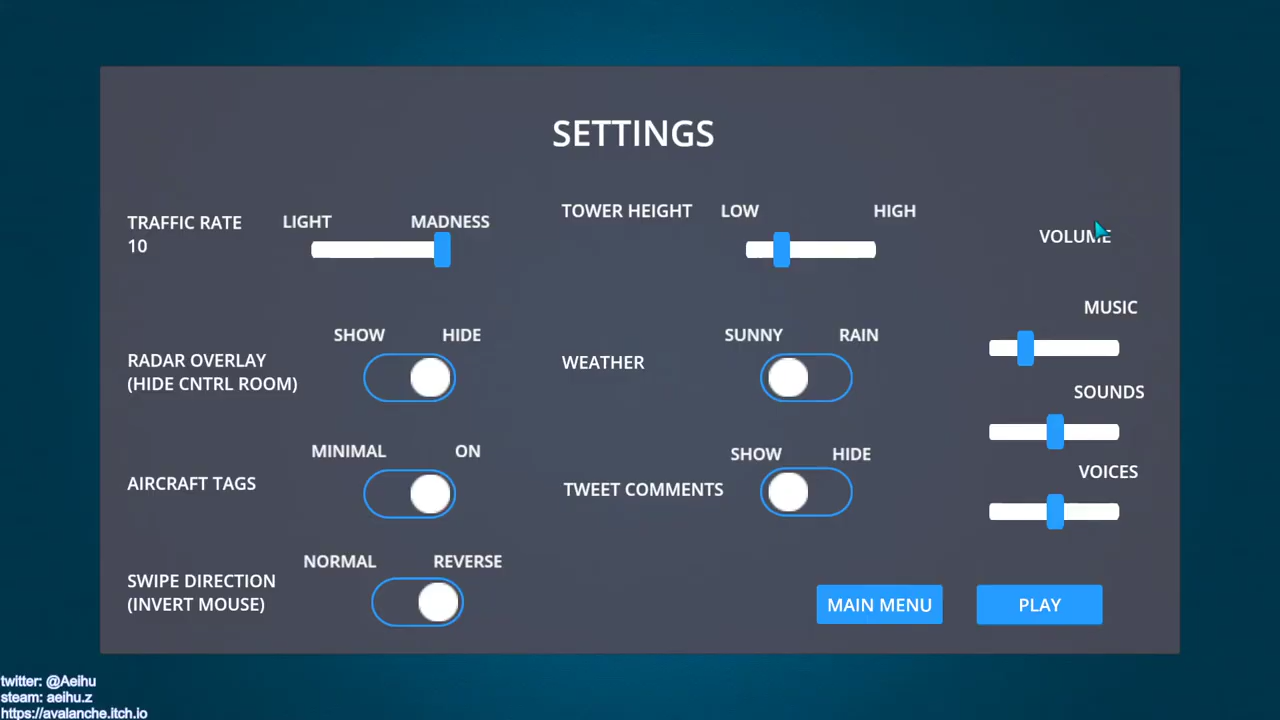 SETTINGS
TRAFFIC RATE
10
LIGHT
MADNESS
TOWER HEIGHT
LOW
HIGH
VOLUME
MUSIC
SHOW
HIDE
RADAR OVERLAY
(HIDE CNTRL ROOM)
SUNNY
RAIN
WEATHER
SOUNDS
MINIMAL
ON
AIRCRAFT TAGS
SHOW
HIDE
TWEET COMMENTS
VOICES
NORMAL
REVERSE
SWIPE DIRECTION
(INVERT MOUSE)
MAIN MENU
PLAY
twitter: @Aeihu
steam: aeihu.z
https://avalanche.itch.io